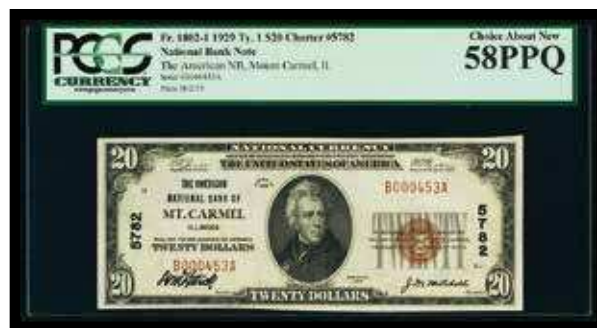 PCGS
CURRENCY
Fr. 1802-1 1929 Ty. 1 $20 Charter #5782
National Bank Note
The American NB, Mount Carmel, IL
Choice About New
58PPQ
NATIONAL CURRENCY
THE UNITED STATES OF AMERICA
20
20
THE AMERICAN
NATIONAL BANK OF
MT. CARMEL
ILLINOIS
TWENTY DOLLARS
B000453A
B000453A
5782
5782
20
TWENTY DOLLARS
20